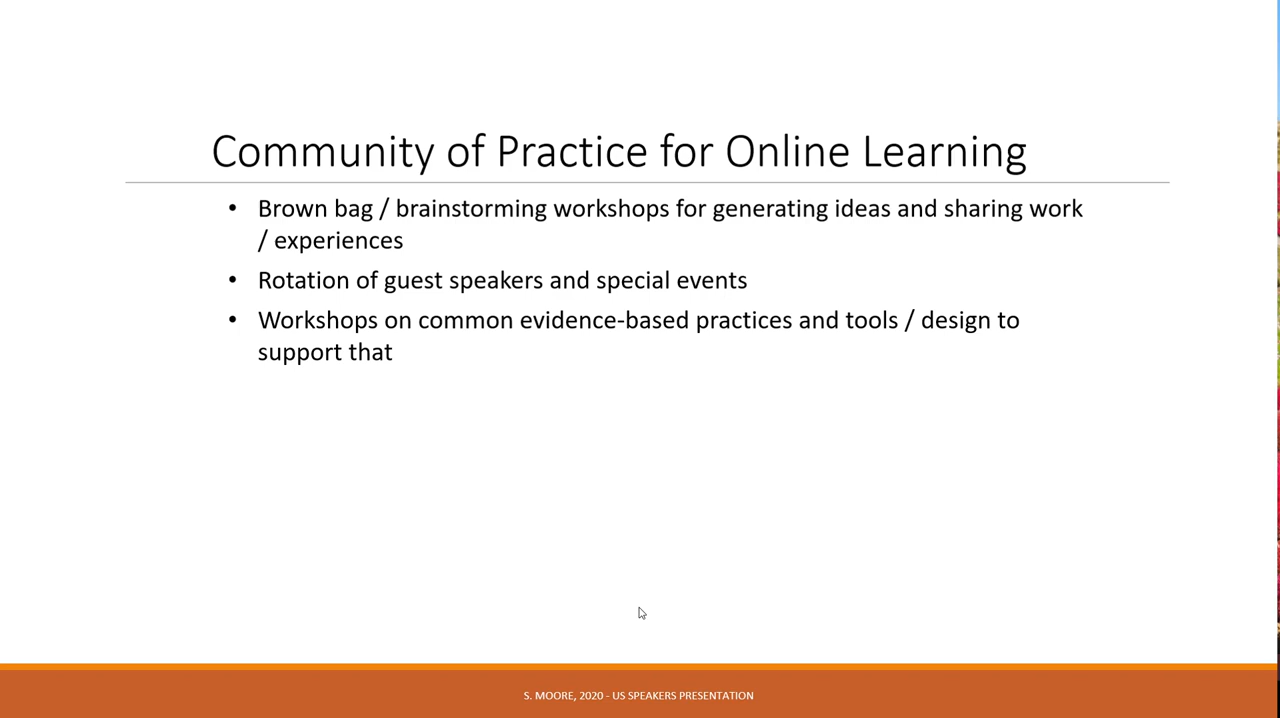 Community of Practice for Online Learning
• Brown bag / brainstorming workshops for generating ideas and sharing work
/ experiences
• Rotation of guest speakers and special events
• Workshops on common evidence-based practices and tools / design to
support that
S. MOORE, 2020 - US SPEAKERS PRESENTATION